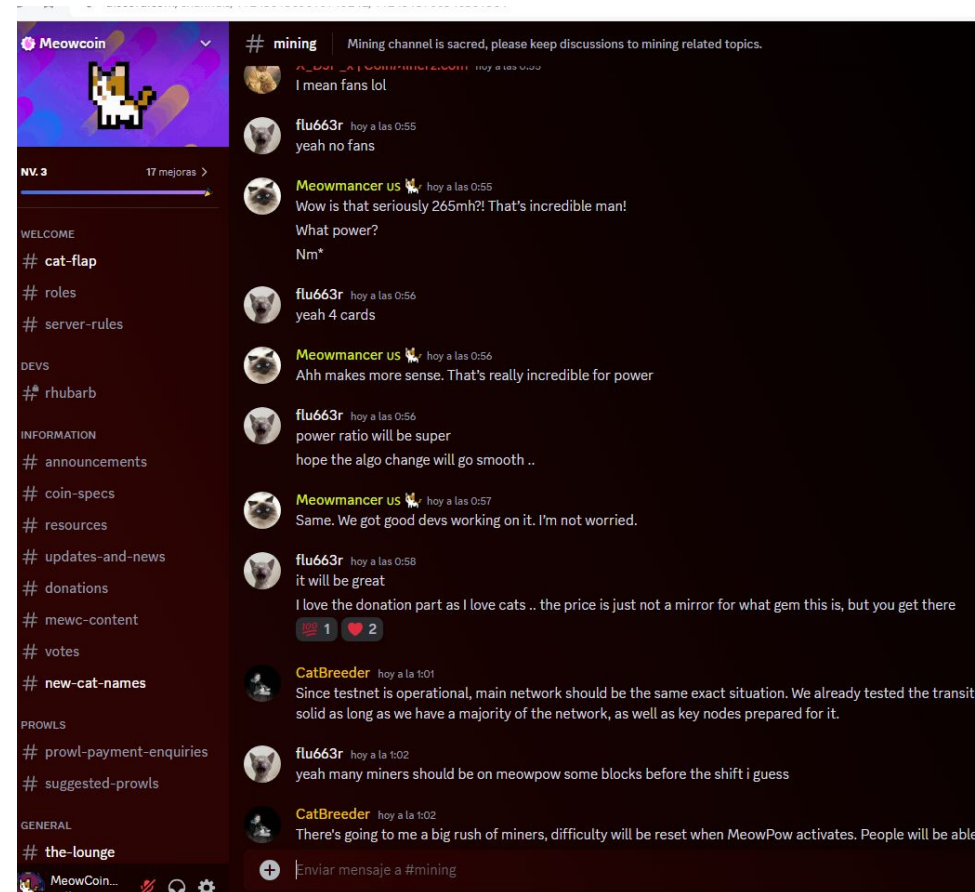 Meowcoin
NV. 3 17 mejoras >
WELCOME
# cat-flap
# roles
# server-rules
DEVS
# rhubarb
INFORMATION
# announcements
# coin-specs
# resources
# updates-and-news
# donations
# mewc-content
# votes
# new-cat-names
PROWLS
# prowl-payment-enquiries
# suggested-prowls
GENERAL
# the-lounge
MeowCoin...
# mining Mining channel is sacred, please keep discussions to mining related topics.
I mean fans lol
flu663r hoy a las 0:55
yeah no fans
Meowmancer us hoy a las 0:55
Wow is that seriously 265mh?! That's incredible man!
What power?
Nm*
flu663r hoy a las 0:56
yeah 4 cards
Meowmancer us hoy a las 0:56
Ahh makes more sense. That's really incredible for power
flu663r hoy a las 0:56
power ratio will be super
hope the algo change will go smooth ..
Meowmancer us hoy a las 0:57
Same. We got good devs working on it. I'm not worried.
flu663r hoy a las 0:58
it will be great
I love the donation part as I love cats .. the price is just not a mirror for what gem this is, but you get there
💯 1 ❤️ 2
CatBreeder hoy a la 1:01
Since testnet is operational, main network should be the same exact situation. We already tested the transit
solid as long as we have a majority of the network, as well as key nodes prepared for it.
flu663r hoy a la 1:02
yeah many miners should be on meowpow some blocks before the shift i guess
CatBreeder hoy a la 1:02
There's going to me a big rush of miners, difficulty will be reset when MeowPow activates. People will be able
Enviar mensaje a #mining